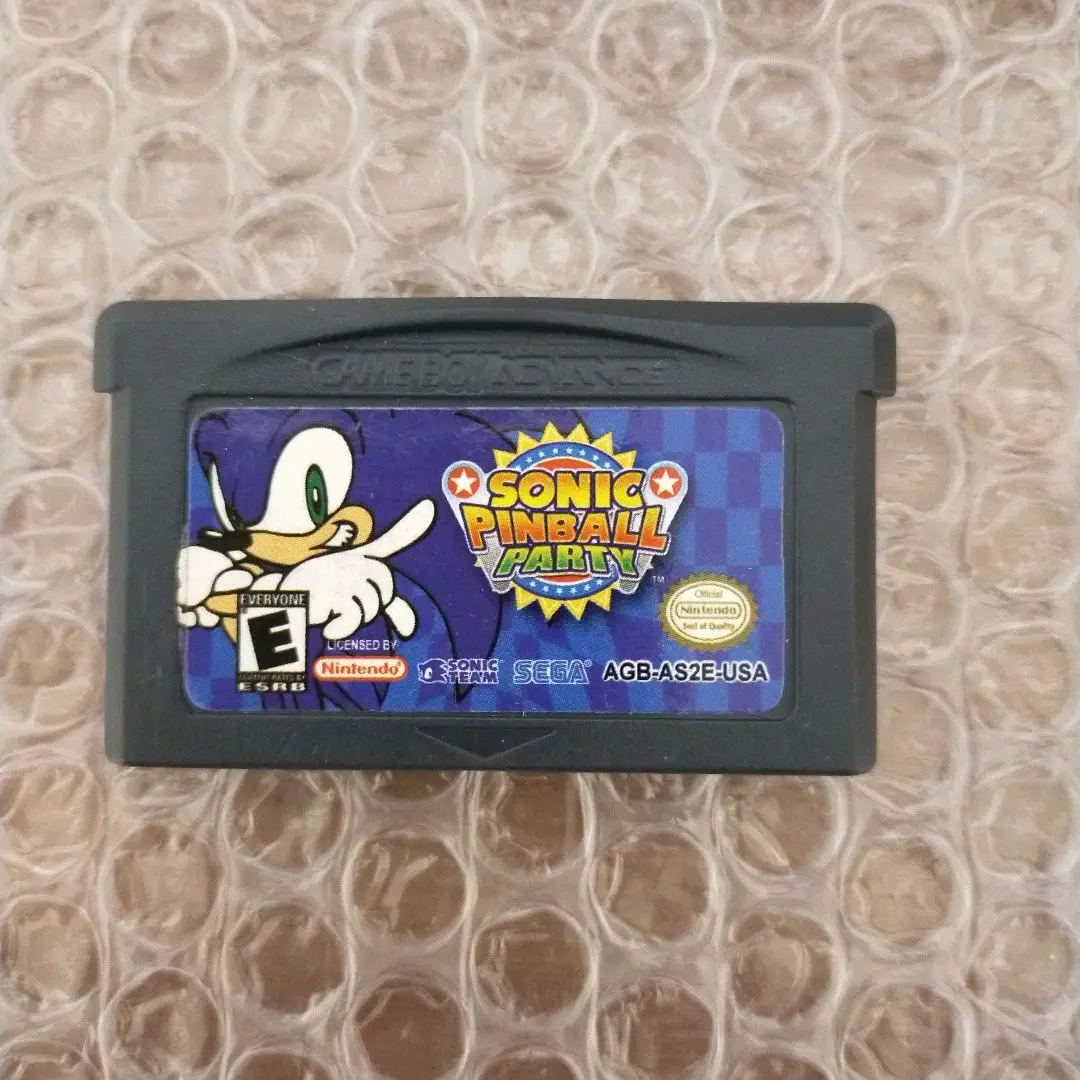 GAME BOY ADVANCE
SONIC
PINBALL
PARTY
TM
Official
Nintendo
Seal of Quality
EVERYONE
E
ESRB
LICENSED BY
Nintendo®
SONIC
TEAM
SEGA®
AGB-AS2E-USA